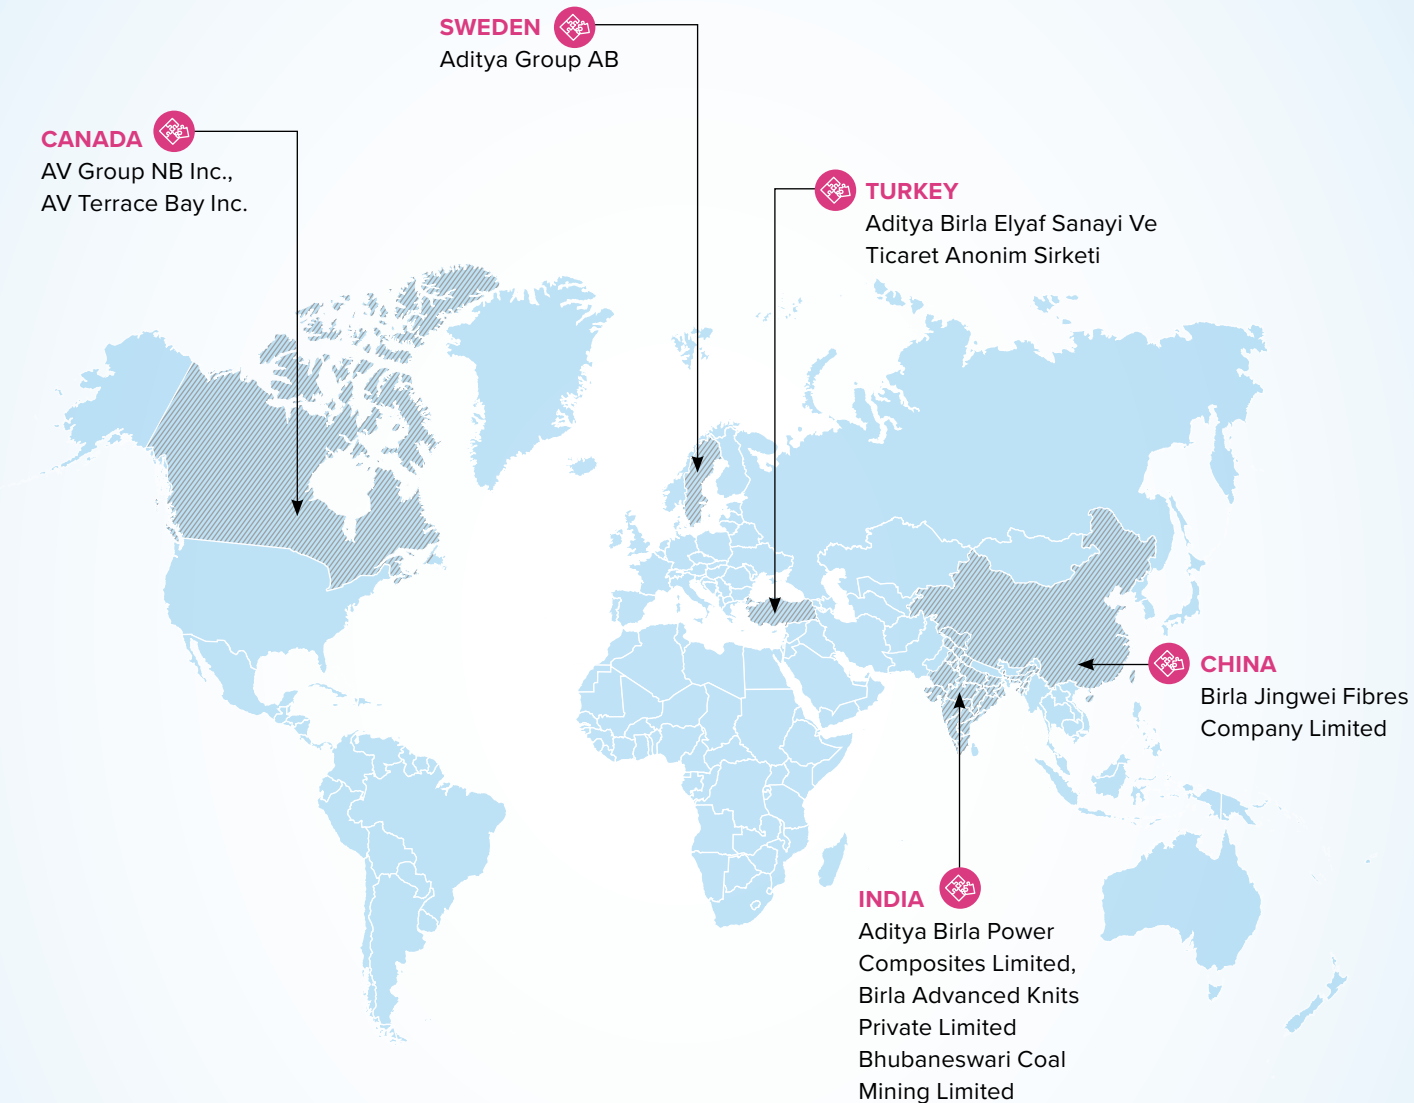 SWEDEN
Aditya Group AB
CANADA
AV Group NB Inc.,
AV Terrace Bay Inc.
TURKEY
Aditya Birla Elyaf Sanayi Ve
Ticaret Anonim Sirketi
CHINA
Birla Jingwei Fibres
Company Limited
INDIA
Aditya Birla Power
Composites Limited,
Birla Advanced Knits
Private Limited
Bhubaneswari Coal
Mining Limited